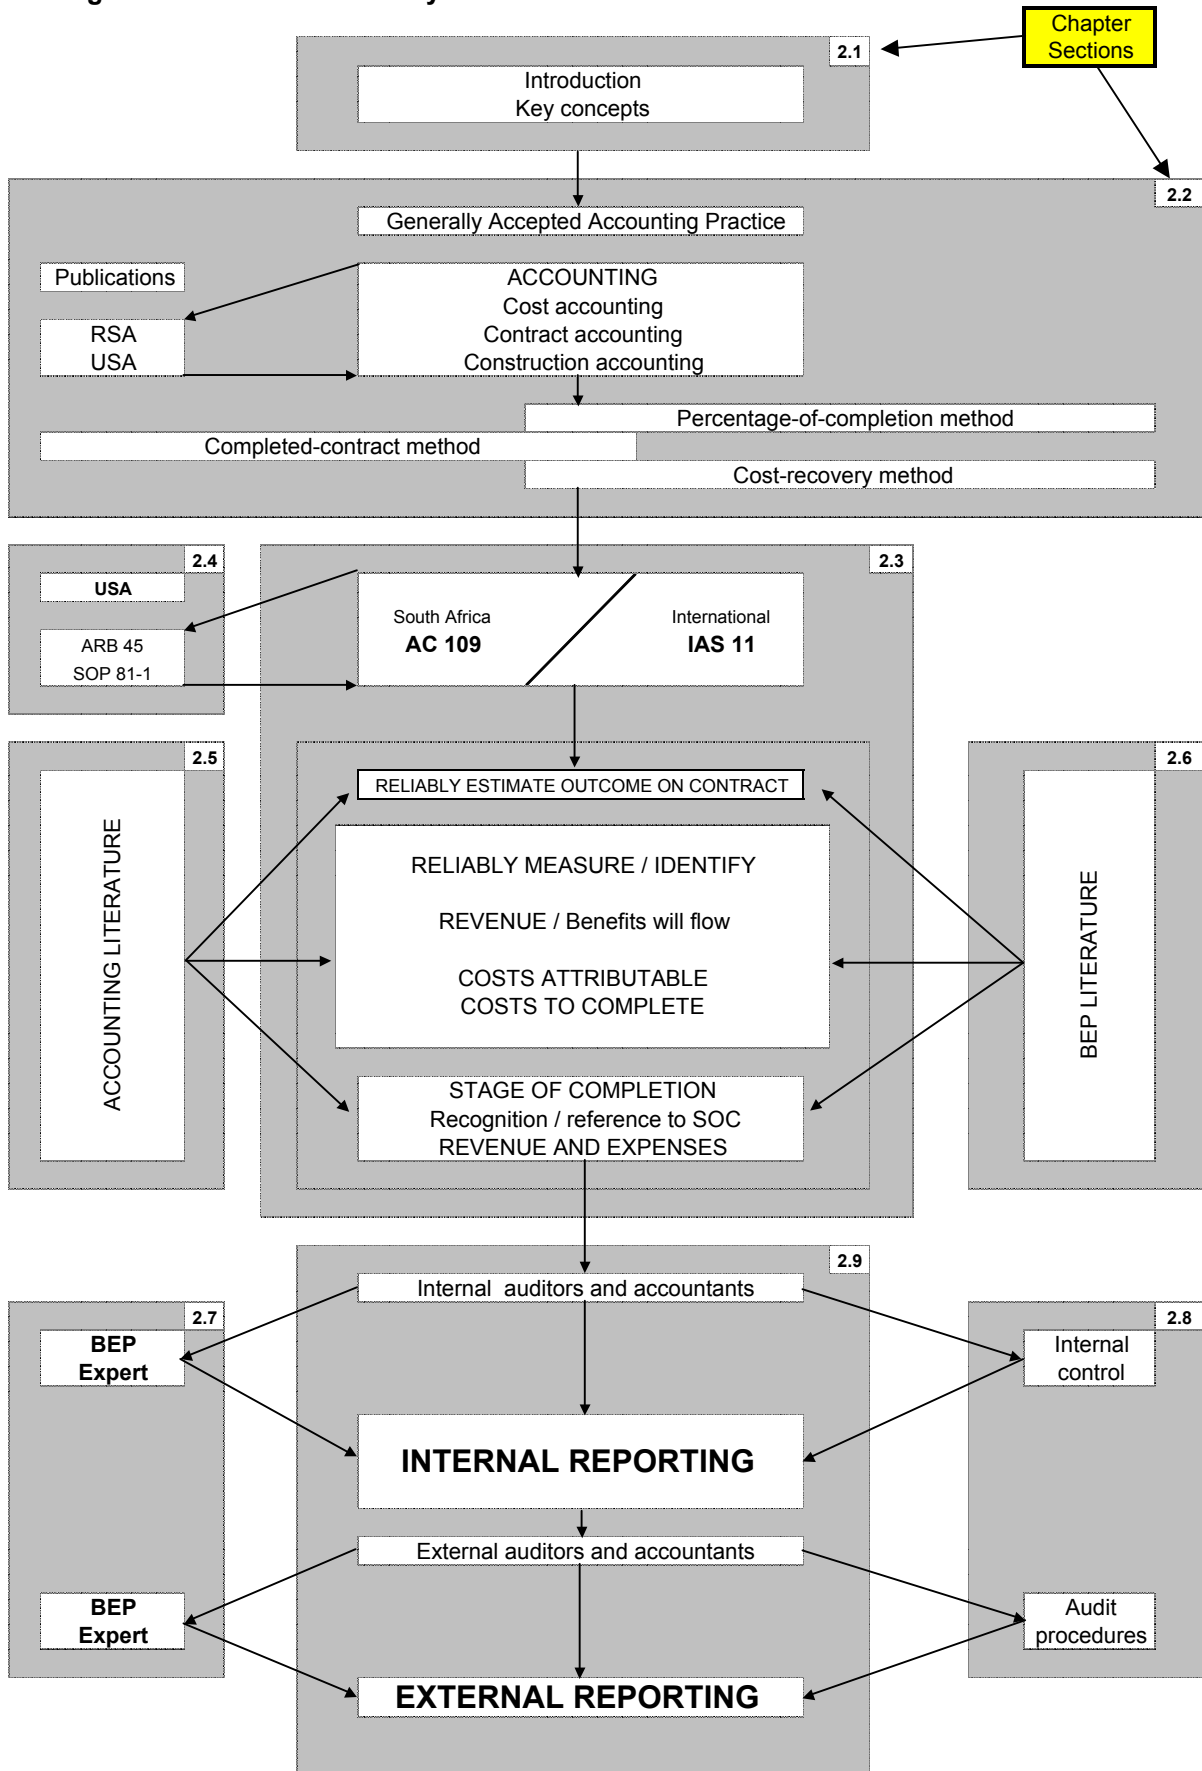 Chapter
Sections
2.1
Introduction
Key concepts
2.2
Generally Accepted Accounting Practice
Publications
RSA
USA
ACCOUNTING
Cost accounting
Contract accounting
Construction accounting
Percentage-of-completion method
Completed-contract method
Cost-recovery method
2.4
USA
ARB 45
SOP 81-1
2.3
South Africa
AC 109
International
IAS 11
2.5
ACCOUNTING LITERATURE
RELIABLY ESTIMATE OUTCOME ON CONTRACT
RELIABLY MEASURE / IDENTIFY
REVENUE / Benefits will flow
COSTS ATTRIBUTABLE
COSTS TO COMPLETE
STAGE OF COMPLETION
Recognition / reference to SOC
REVENUE AND EXPENSES
2.6
BEP LITERATURE
2.9
Internal auditors and accountants
2.7
BEP
Expert
2.8
Internal
control
INTERNAL REPORTING
External auditors and accountants
BEP
Expert
Audit
procedures
EXTERNAL REPORTING